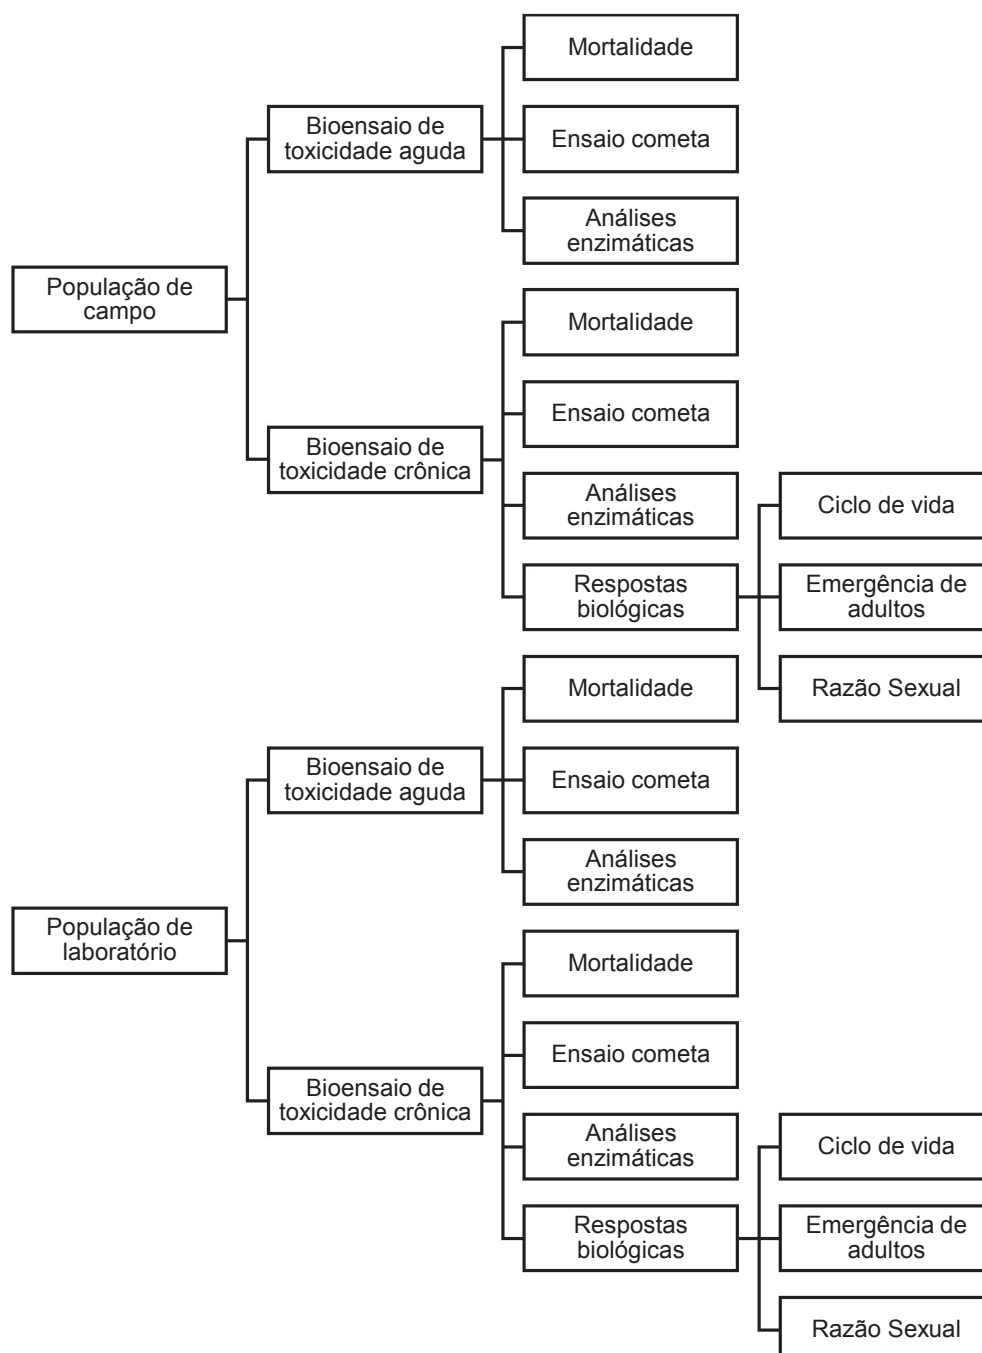 Mortalidade
Bioensaio de
toxicidade aguda
Ensaio cometa
Análises
enzimáticas
População de
campo
Mortalidade
Ensaio cometa
Bioensaio de
toxicidade crônica
Análises
enzimáticas
Ciclo de vida
Respostas
biológicas
Emergência de
adultos
Mortalidade
Razão Sexual
Bioensaio de
toxicidade aguda
Ensaio cometa
Análises
enzimáticas
População de
laboratório
Mortalidade
Ensaio cometa
Bioensaio de
toxicidade crônica
Análises
enzimáticas
Ciclo de vida
Respostas
biológicas
Emergência de
adultos
Razão Sexual